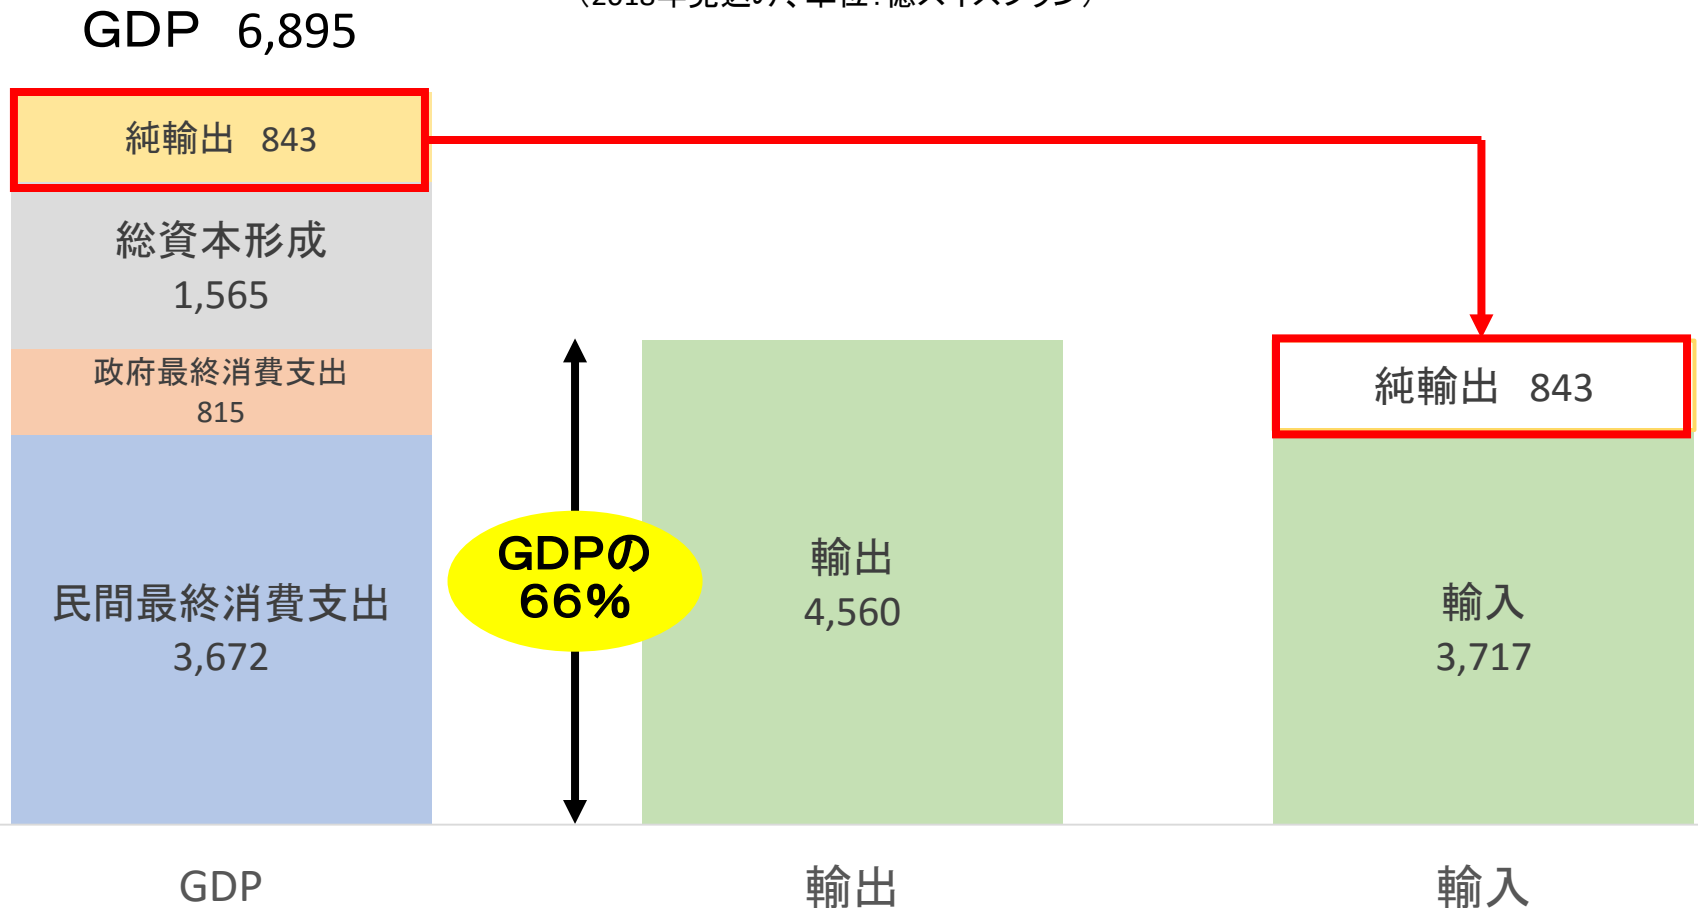 GDP 6,895
純輸出 843
総資本形成
1,565
政府最終消費支出
815
民間最終消費支出
3,672
GDPの
66%
輸出
4,560
純輸出 843
輸入
3,717
GDP
輸出
輸入